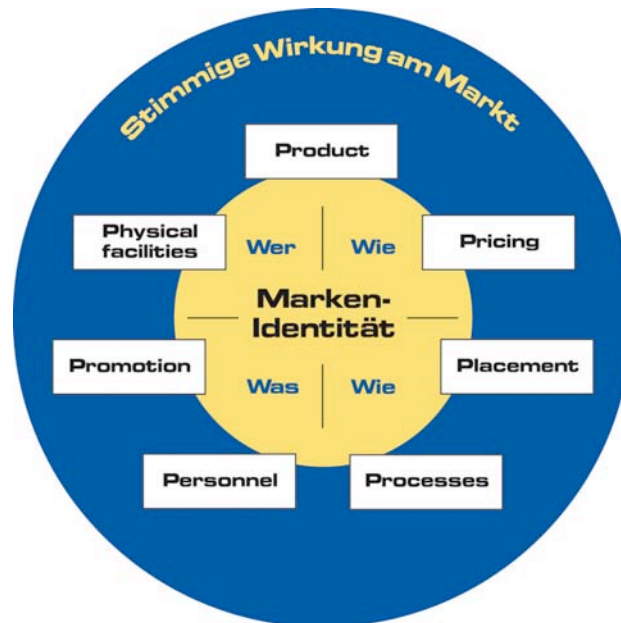 Stimmige Wirkung am Markt
Product
Physical
facilities
Wer
Wie
Pricing
Marken-
Identität
Promotion
Was
Wie
Placement
Personnel
Processes